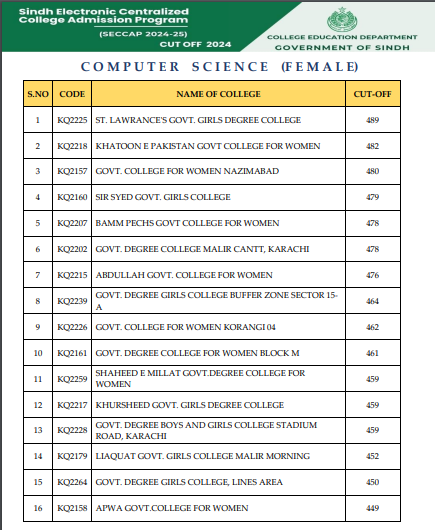 Sindh Electronic Centralized
College Admission Program
(SECCAP 2024-25)
CUT OFF 2024
COLLEGE EDUCATION DEPARTMENT
GOVERNMENT OF SINDH
COMPUTER SCIENCE (FEMALE)
S.NO CODE NAME OF COLLEGE CUT-OFF
1 KQ2225 ST. LAWRANCE'S GOVT. GIRLS DEGREE COLLEGE 489
2 KQ2218 KHATOON E PAKISTAN GOVT COLLEGE FOR WOMEN 482
3 KQ2157 GOVT. COLLEGE FOR WOMEN NAZIMABAD 480
4 KQ2160 SIR SYED GOVT. GIRLS COLLEGE 479
5 KQ2207 BAMM PECHS GOVT COLLEGE FOR WOMEN 478
6 KQ2202 GOVT. DEGREE COLLEGE MALIR CANTT, KARACHI 478
7 KQ2215 ABDULLAH GOVT. COLLEGE FOR WOMEN 476
8 KQ2239 GOVT. DEGREE GIRLS COLLEGE BUFFER ZONE SECTOR 15-
A 464
9 KQ2226 GOVT. COLLEGE FOR WOMEN KORANGI 04 462
10 KQ2161 GOVT. DEGREE COLLEGE FOR WOMEN BLOCK M 461
11 KQ2259 SHAHEED E MILLAT GOVT.DEGREE COLLEGE FOR
WOMEN 459
12 KQ2217 KHURSHEED GOVT. GIRLS DEGREE COLLEGE 459
13 KQ2228 GOVT. DEGREE BOYS AND GIRLS COLLEGE STADIUM
ROAD, KARACHI 459
14 KQ2179 LIAQUAT GOVT. GIRLS COLLEGE MALIR MORNING 452
15 KQ2264 GOVT. DEGREE GIRLS COLLEGE, LINES AREA 450
16 KQ2158 APWA GOVT.COLLEGE FOR WOMEN 449